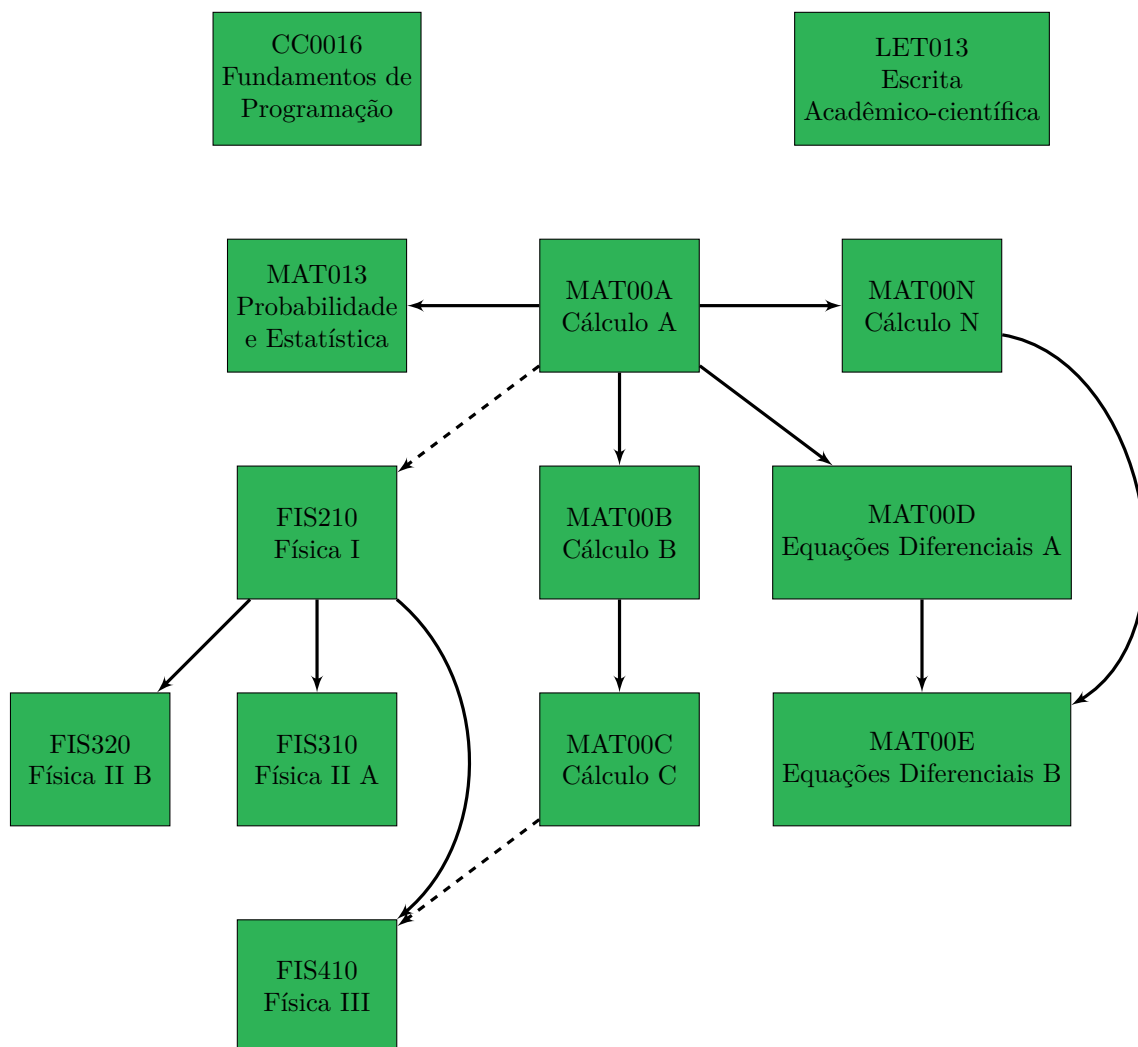 CC0016
Fundamentos de
Programação
LET013
Escrita
Acadêmico-científica
MAT013
Probabilidade
e Estatística
MAT00A
Cálculo A
MAT00N
Cálculo N
FIS210
Física I
MAT00B
Cálculo B
MAT00D
Equações Diferenciais A
FIS320
Física II B
FIS310
Física II A
MAT00C
Cálculo C
MAT00E
Equações Diferenciais B
FIS410
Física III